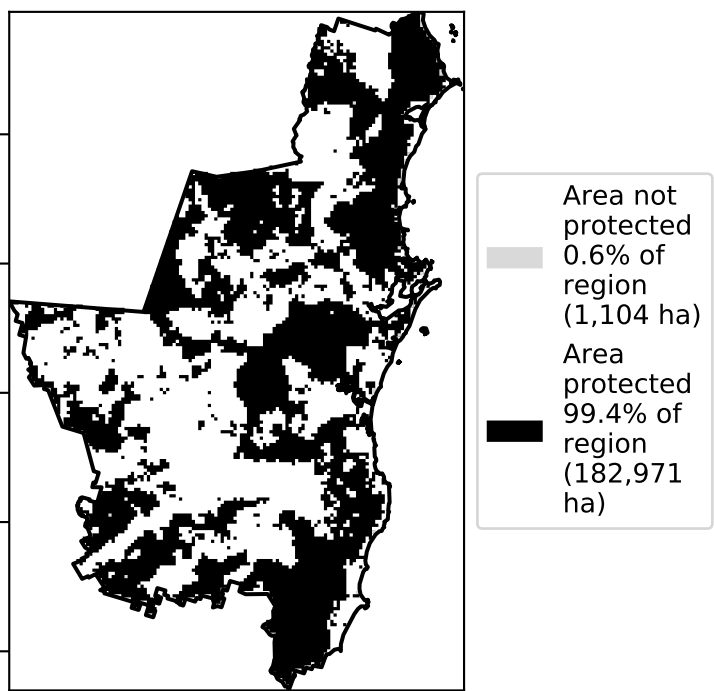 Area not
protected
0.6% of
region
(1,104 ha)
Area
protected
99.4% of
region
(182,971
ha)